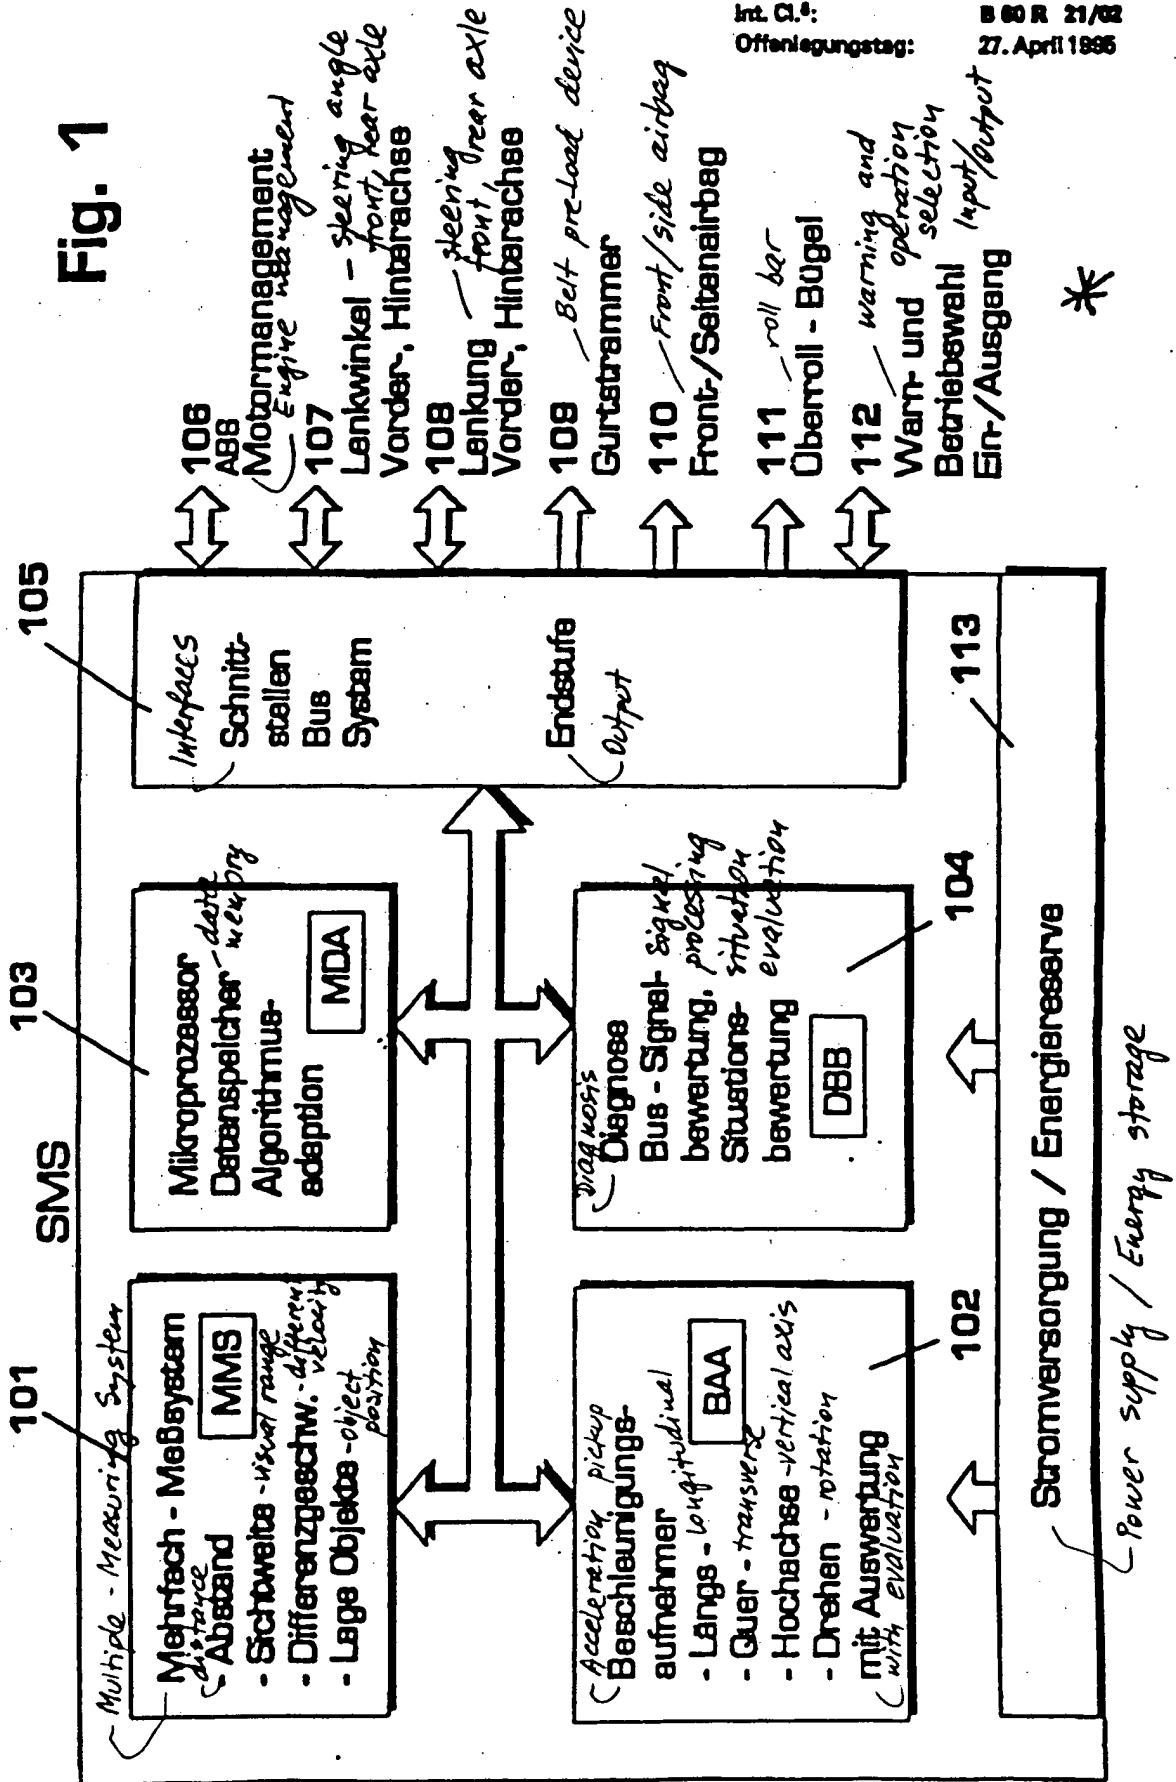 Int. Cl.⁶: B 60 R 21/02
Offenlegungstag: 27. April 1995
Fig. 1
SMS
101
Multiple - Measuring System
Mehrfach - Meßsystem
distance
- Abstand
MMS
- Sichtweite - visual range
- Differenzgeschw. - different velocity
- Lage Objekte - object position
103
Mikroprozessor
Datenspeicher - data memory
Algorithmus-
adaption
MDA
105
Interfaces
Schnitt-
stellen
Bus
System
Endstufe
Output
Acceleration pickup
Beschleunigungs-
aufnehmer
BAA
- Längs - longitudinal
- Quer - transverse
- Hochachse - vertical axis
- Drehen - rotation
mit Auswertung
with evaluation
102
Diagnosis
Diagnose
Bus - Signal- signal
bewertung, processing
Situations- situation
bewertung evaluation
DBB
104
113
Stromversorgung / Energiereserve
Power supply / Energy storage
106
ABS
Motormanagement
Engine management
107
Lenkwinkel - steering angle
front, rear axle
Vorder-, Hinterachse
108
Lenkung - steering
front, rear axle
Vorder-, Hinterachse
109
Belt pre-load device
Gurtstrammer
110
Front/side airbag
Front-/Seitenairbag
111
roll bar
Überroll - Bügel
112
warning and
Warn- und operation
selection
Betriebswahl
Input/output
Ein-/Ausgang
*